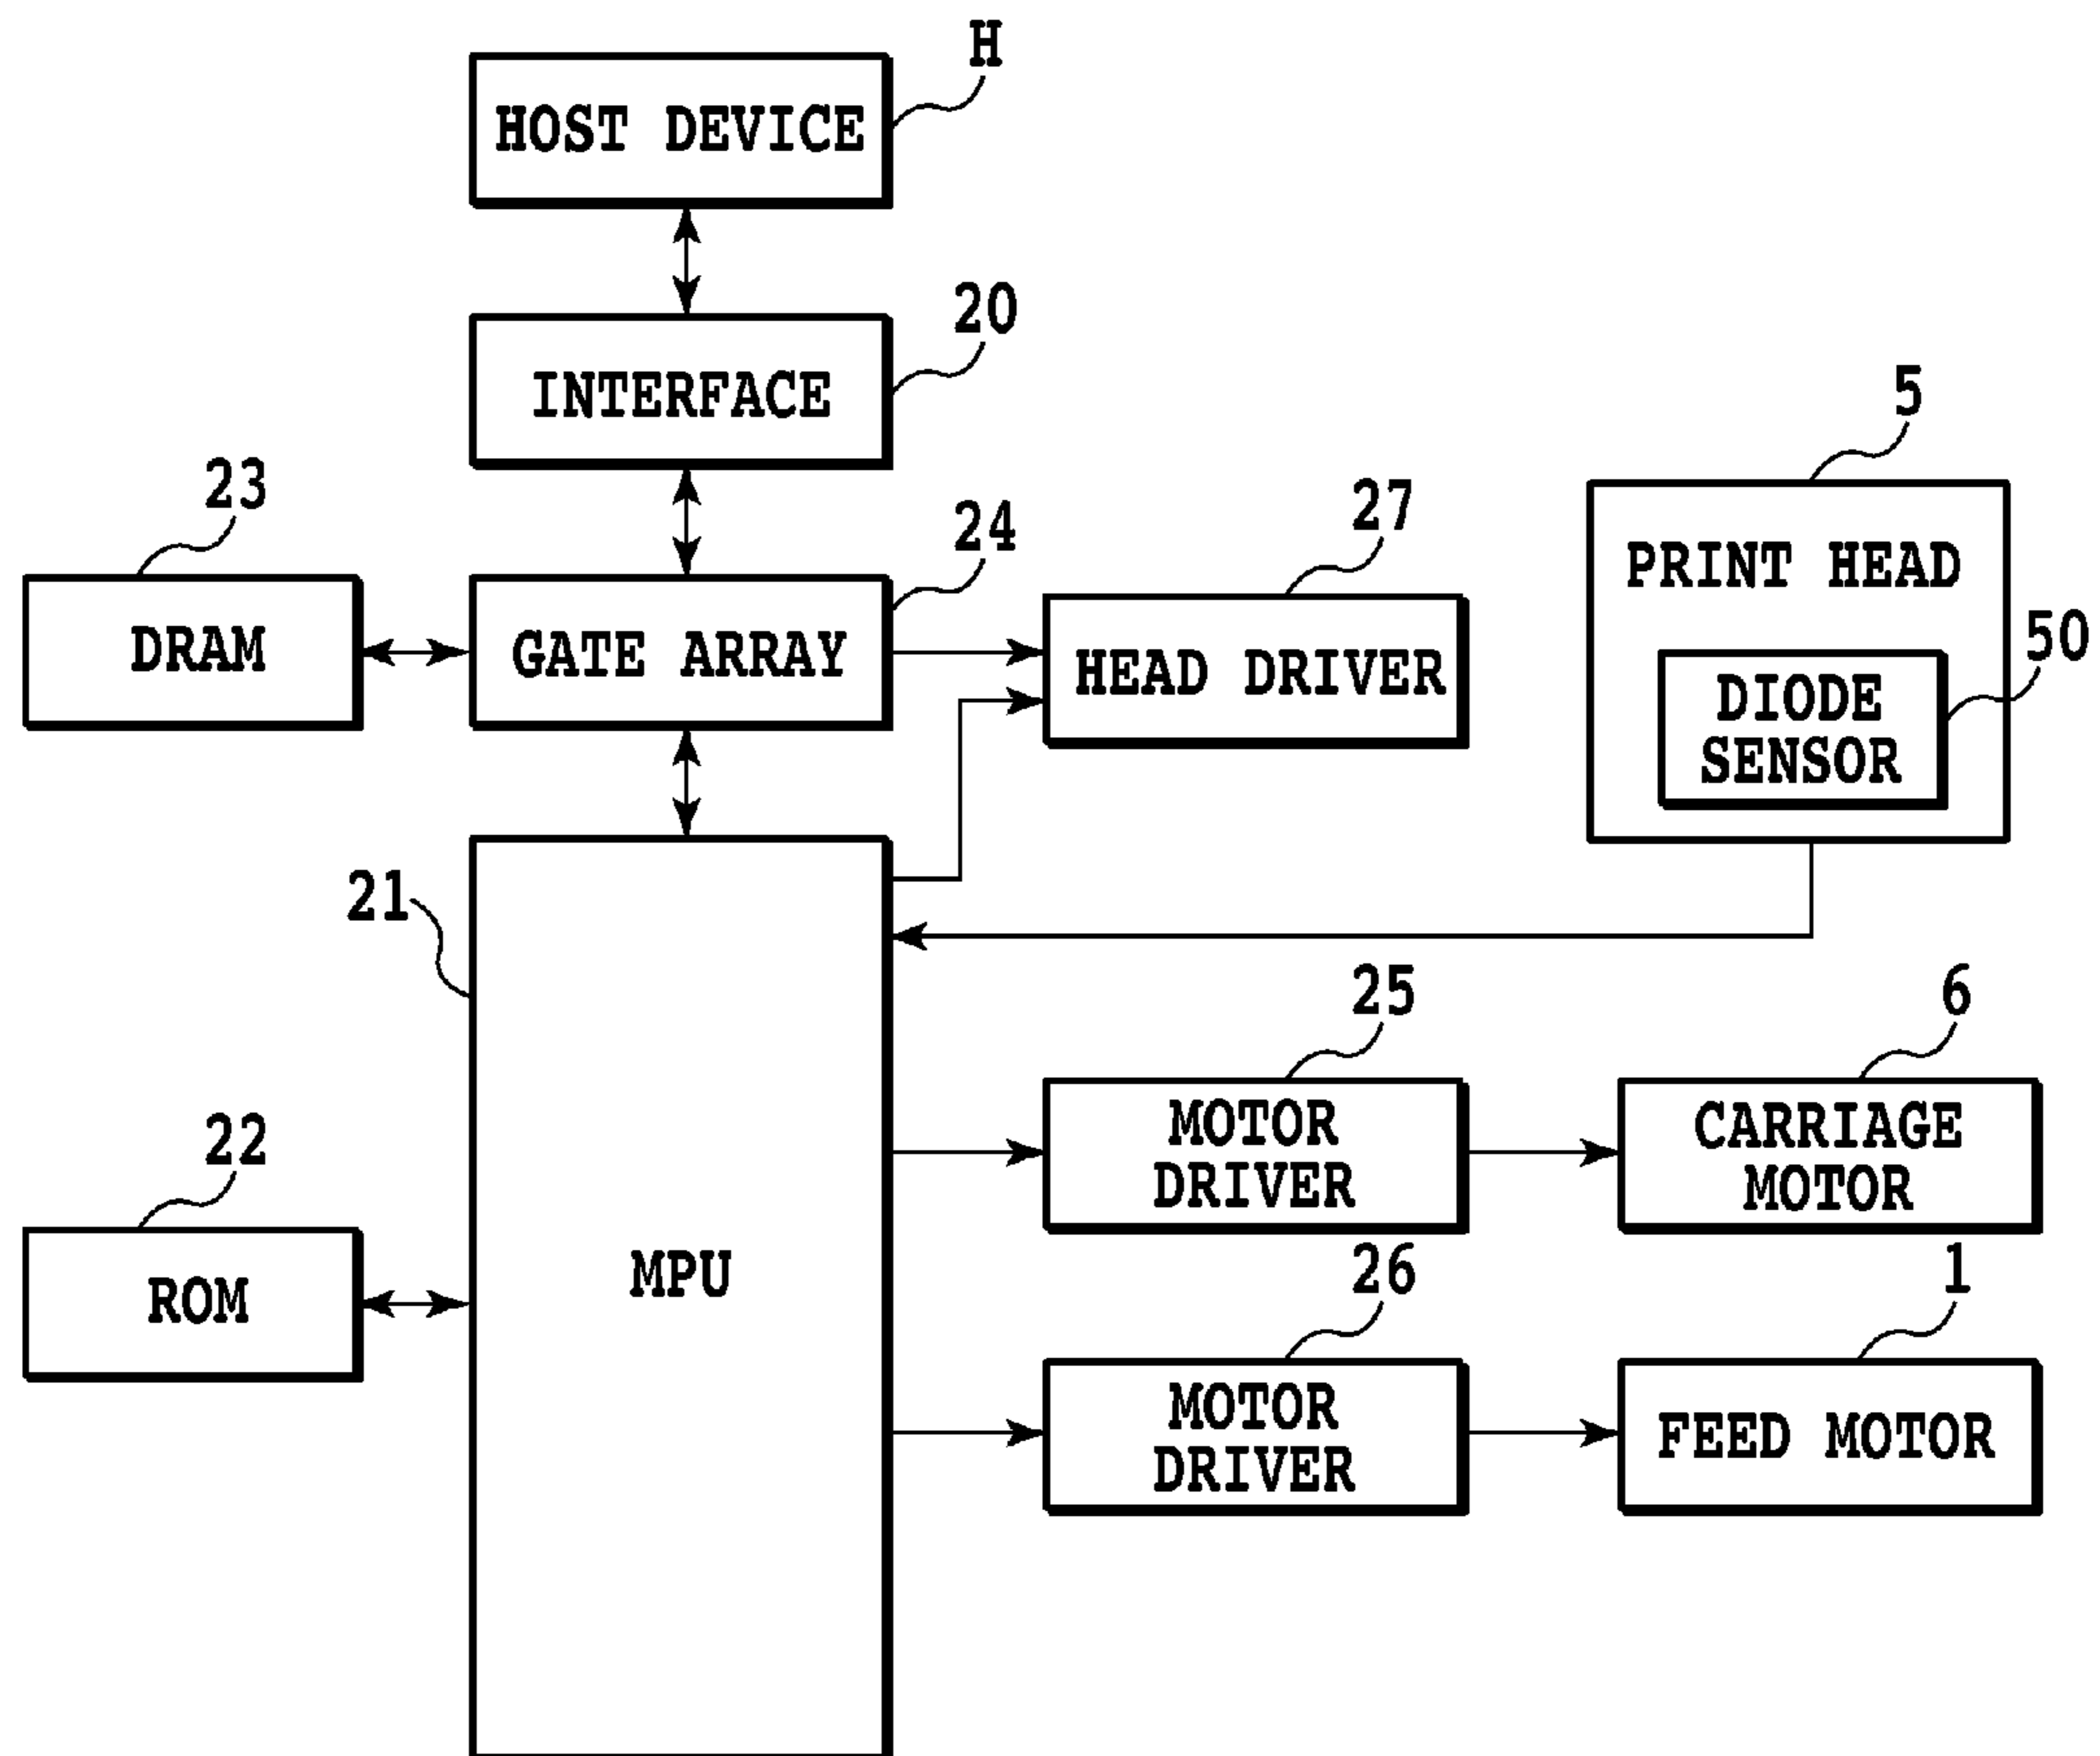 H
HOST DEVICE
20
INTERFACE
5
23
24
27
PRINT HEAD
50
DRAM
GATE ARRAY
HEAD DRIVER
DIODE
SENSOR
21
25
6
MOTOR
DRIVER
CARRIAGE
MOTOR
22
ROM
MPU
26
1
MOTOR
DRIVER
FEED MOTOR